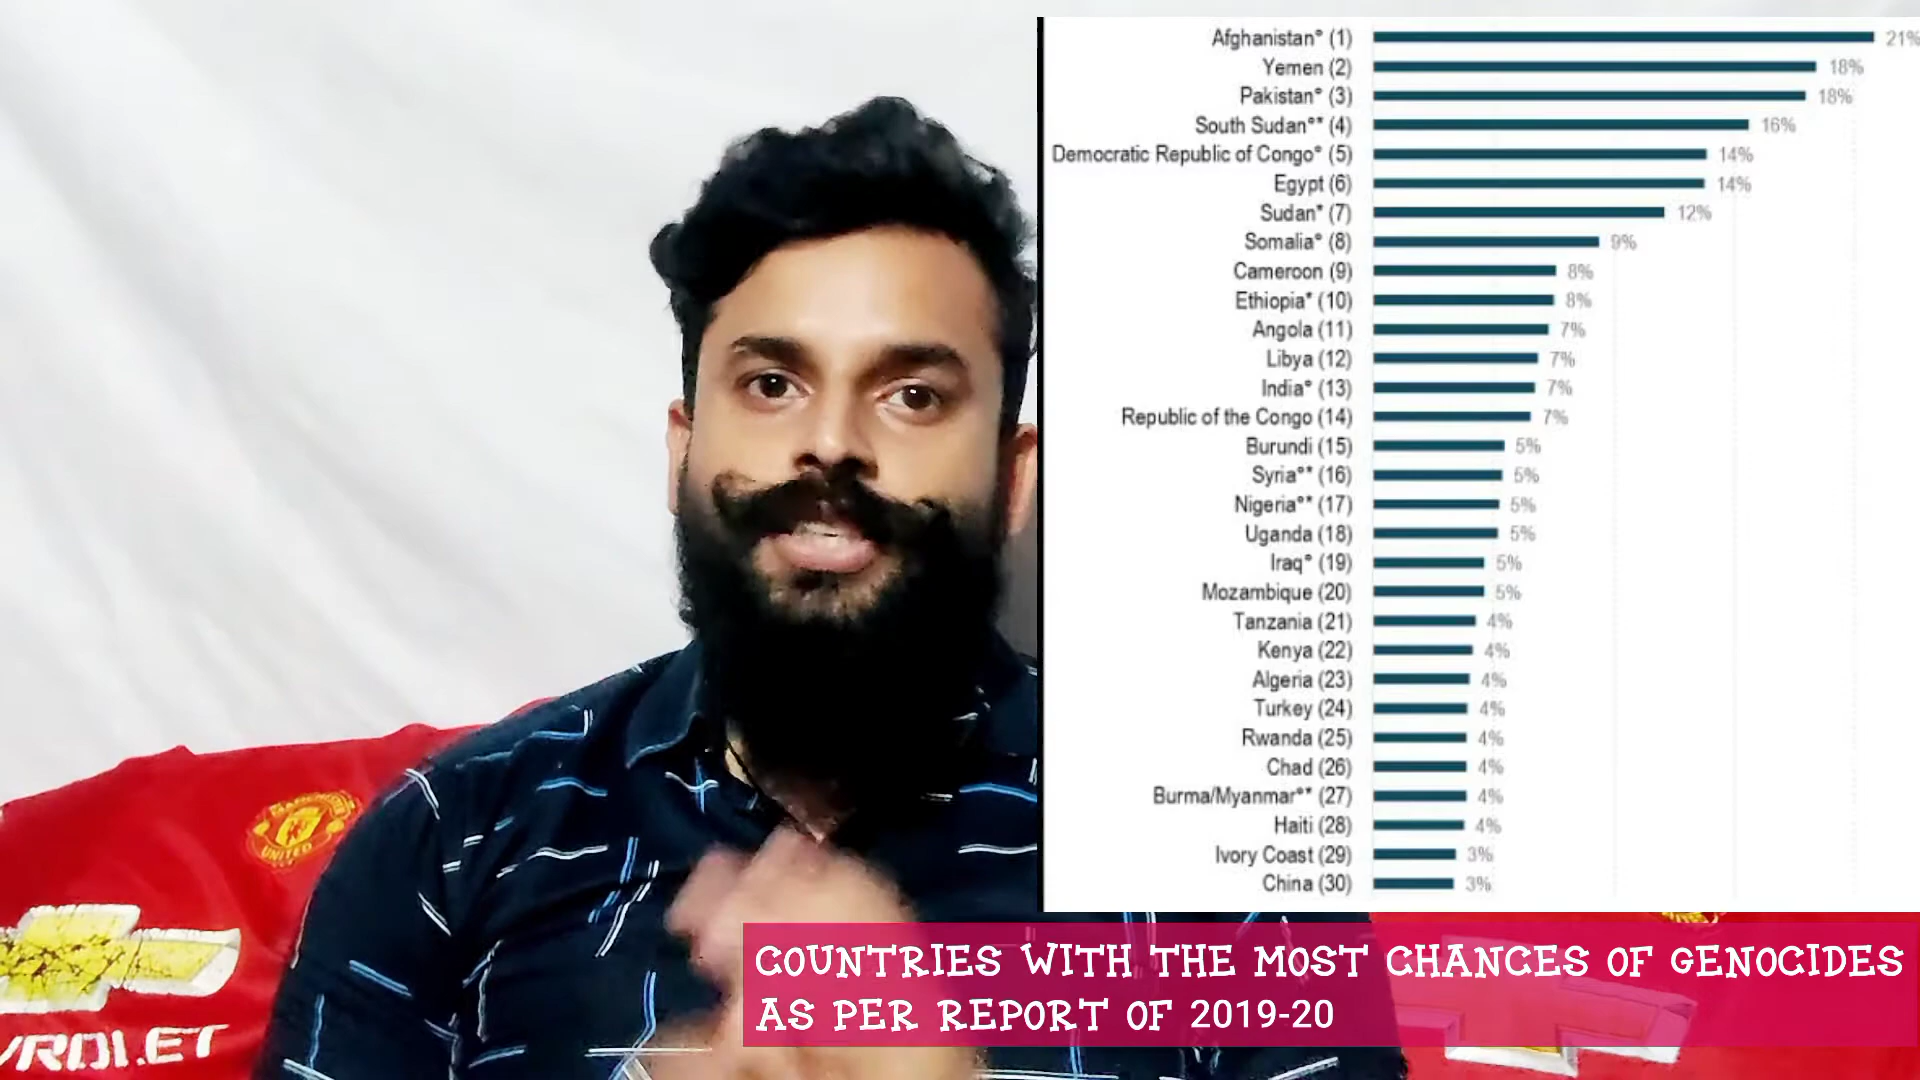 Afghanistan° (1) 21%
Yemen (2) 18%
Pakistan° (3) 18%
South Sudan°* (4) 16%
Democratic Republic of Congo° (5) 14%
Egypt (6) 14%
Sudan* (7) 12%
Somalia° (8) 9%
Cameroon (9) 8%
Ethiopia* (10) 8%
Angola (11) 7%
Libya (12) 7%
India° (13) 7%
Republic of the Congo (14) 7%
Burundi (15) 5%
Syria°* (16) 5%
Nigeria°* (17) 5%
Uganda (18) 5%
Iraq° (19) 5%
Mozambique (20) 5%
Tanzania (21) 4%
Kenya (22) 4%
Algeria (23) 4%
Turkey (24) 4%
Rwanda (25) 4%
Chad (26) 4%
Burma/Myanmar°* (27) 4%
Haiti (28) 4%
Ivory Coast (29) 3%
China (30) 3%
UNITED
VROLET
COUNTRIES WITH THE MOST CHANCES OF GENOCIDES
AS PER REPORT OF 2019-20